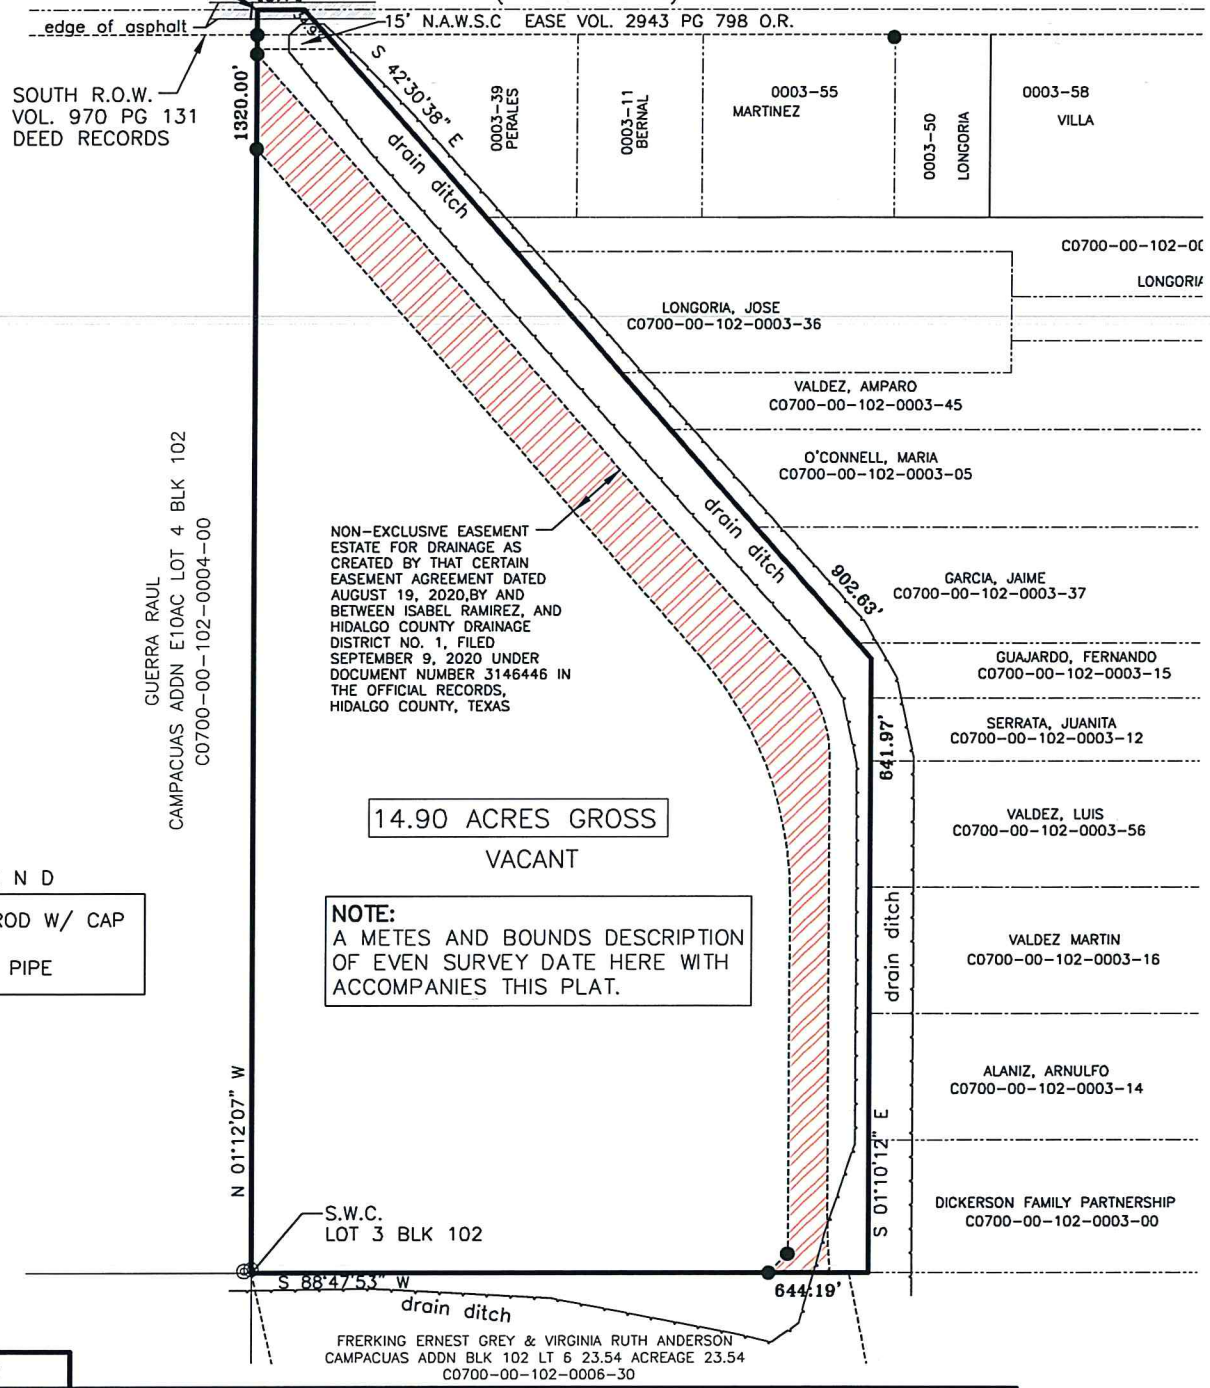 edge of asphalt
15' N.A.W.S.C EASE VOL. 2943 PG 798 O.R.
SOUTH R.O.W.
VOL. 970 PG 131
DEED RECORDS
1320.00'
S 42°30'38" E
drain ditch
0003-39
PERALES
0003-11
BERNAL
0003-55
MARTINEZ
0003-50
LONGORIA
0003-58
VILLA
C0700-00-102-00
LONGORIA
LONGORIA, JOSE
C0700-00-102-0003-36
VALDEZ, AMPARO
C0700-00-102-0003-45
O'CONNELL, MARIA
C0700-00-102-0003-05
drain ditch
902.63'
GARCIA, JAIME
C0700-00-102-0003-37
GUAJARDO, FERNANDO
C0700-00-102-0003-15
SERRATA, JUANITA
C0700-00-102-0003-12
641.97'
VALDEZ, LUIS
C0700-00-102-0003-56
drain ditch
VALDEZ MARTIN
C0700-00-102-0003-16
ALANIZ, ARNULFO
C0700-00-102-0003-14
S 01°10'12" E
DICKERSON FAMILY PARTNERSHIP
C0700-00-102-0003-00
GUERRA RAUL
CAMPACUAS ADDN E10AC LOT 4 BLK 102
C0700-00-102-0004-00
NON-EXCLUSIVE EASEMENT
ESTATE FOR DRAINAGE AS
CREATED BY THAT CERTAIN
EASEMENT AGREEMENT DATED
AUGUST 19, 2020,BY AND
BETWEEN ISABEL RAMIREZ, AND
HIDALGO COUNTY DRAINAGE
DISTRICT NO. 1, FILED
SEPTEMBER 9, 2020 UNDER
DOCUMENT NUMBER 3146446 IN
THE OFFICIAL RECORDS,
HIDALGO COUNTY, TEXAS
14.90 ACRES GROSS
VACANT
N D
ROD W/ CAP
PIPE
NOTE:
A METES AND BOUNDS DESCRIPTION
OF EVEN SURVEY DATE HERE WITH
ACCOMPANIES THIS PLAT.
N 01°12'07" W
S.W.C.
LOT 3 BLK 102
S 88°47'53" W
644.19'
drain ditch
FRERKING ERNEST GREY & VIRGINIA RUTH ANDERSON
CAMPACUAS ADDN BLK 102 LT 6 23.54 ACREAGE 23.54
C0700-00-102-0006-30